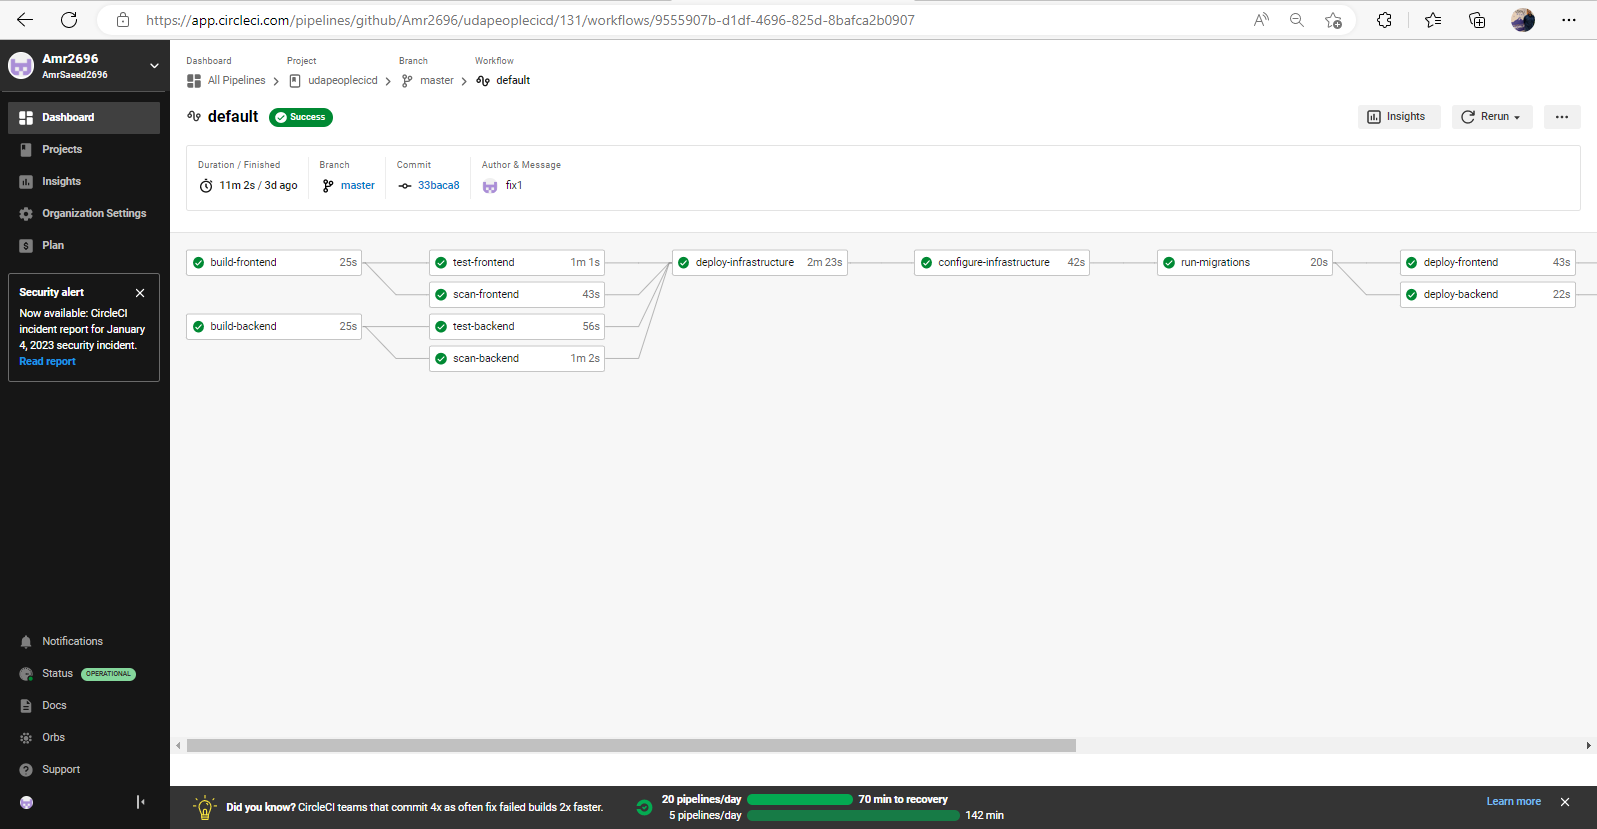 https://app.circleci.com/pipelines/github/Amr2696/udapeoplecicd/131/workflows/9555907b-d1df-4696-825d-8bafca2b0907
Amr2696
AmrSaeed2696
Dashboard
Projects
Insights
Organization Settings
Plan
Security alert
Now available: CircleCI
incident report for January
4, 2023 security incident.
Read report
Notifications
Status OPERATIONAL
Docs
Orbs
Support
Dashboard Project Branch Workflow
All Pipelines udapeoplecicd master default
default Success
Insights Rerun
Duration / Finished Branch Commit Author & Message
11m 2s / 3d ago master 33baca8 fix1
build-frontend 25s test-frontend 1m 1s deploy-infrastructure 2m 23s configure-infrastructure 42s run-migrations 20s deploy-frontend 43s
scan-frontend 43s deploy-backend 22s
build-backend 25s test-backend 56s
scan-backend 1m 2s
Did you know? CircleCI teams that commit 4x as often fix failed builds 2x faster.
20 pipelines/day 70 min to recovery
5 pipelines/day 142 min
Learn more